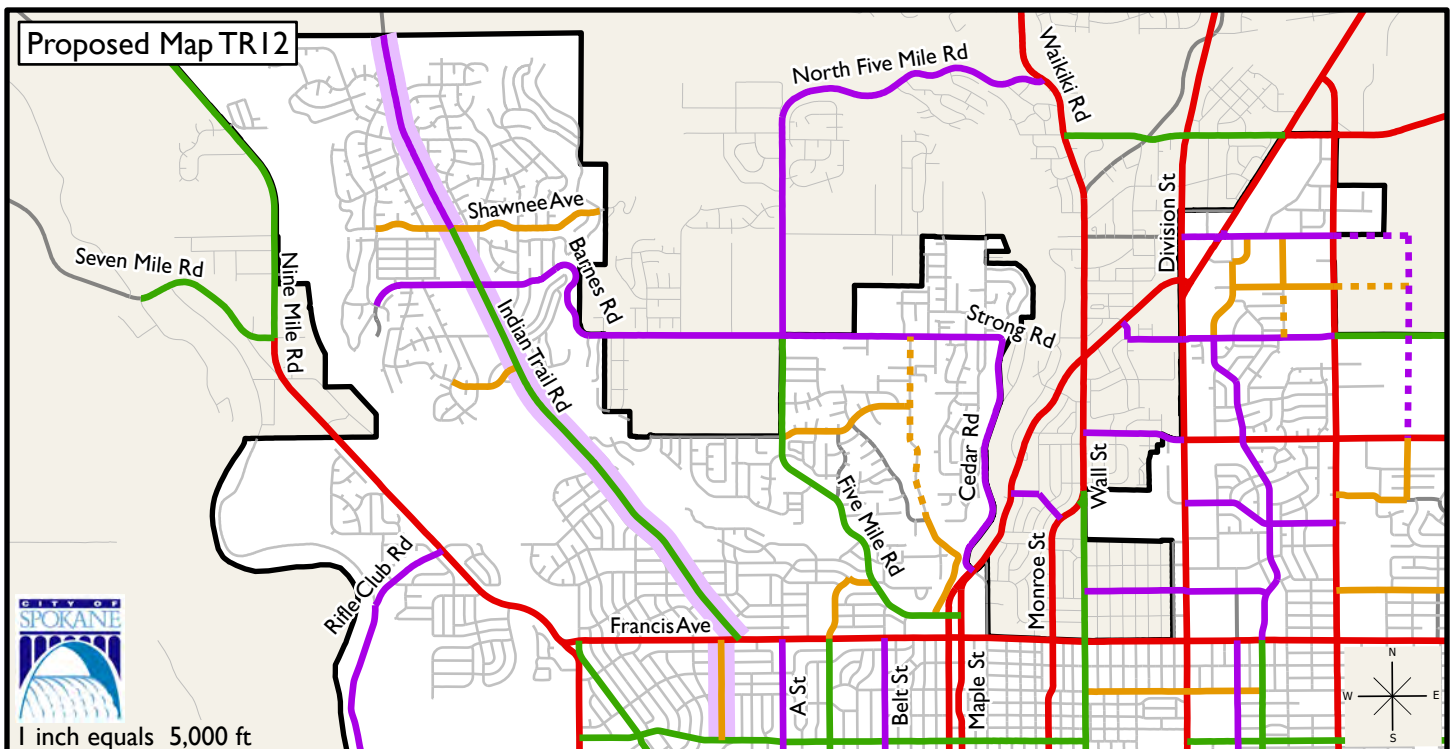 Proposed Map TR12
North Five Mile Rd
Waikiki Rd
Shawnee Ave
Division St
Seven Mile Rd
Nine Mile Rd
Barnes Rd
Indian Trail Rd
Strong Rd
Cedar Rd
Wall St
Five Mile Rd
Rifle Club Rd
Monroe St
Francis Ave
A St
Belt St
Maple St
CITY OF
SPOKANE
N
W
E
S
1 inch equals 5,000 ft